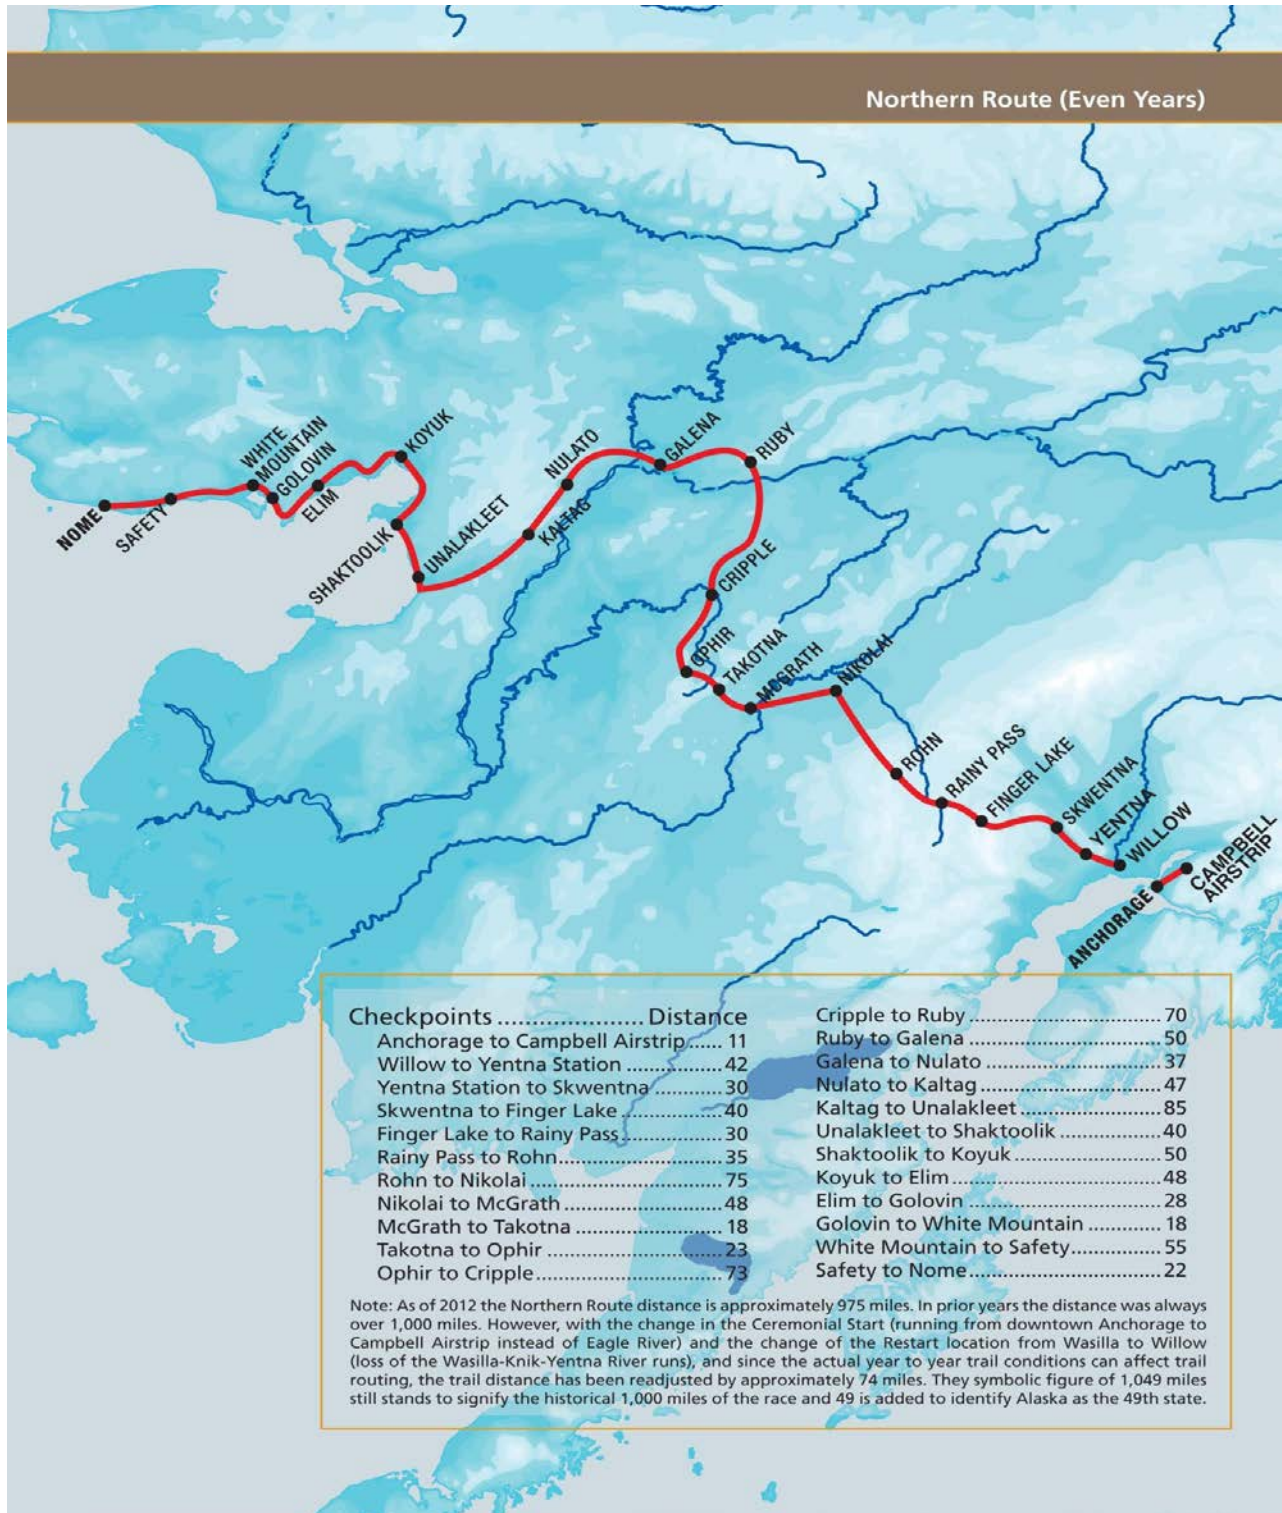 Northern Route (Even Years)
KOYUK
WHITE
MOUNTAIN
GOLOVIN
ELIM
NOME
SAFETY
SHAKTOOLIK
UNALAKLEET
NULATO
KALTAG
GALENA
RUBY
CRIPPLE
OPHIR
TAKOTNA
MCGRATH
NIKOLAI
ROHN
RAINY PASS
FINGER LAKE
SKWENTNA
YENTNA
WILLOW
CAMPBELL
AIRSTRIP
ANCHORAGE
Checkpoints ..................... Distance
Anchorage to Campbell Airstrip ...... 11
Willow to Yentna Station ................ 42
Yentna Station to Skwentna ........... 30
Skwentna to Finger Lake ................ 40
Finger Lake to Rainy Pass ................ 30
Rainy Pass to Rohn ......................... 35
Rohn to Nikolai .............................. 75
Nikolai to McGrath ......................... 48
McGrath to Takotna ........................ 18
Takotna to Ophir ............................ 23
Ophir to Cripple .............................. 73
Cripple to Ruby ............................... 70
Ruby to Galena ............................... 50
Galena to Nulato ............................. 37
Nulato to Kaltag ............................. 47
Kaltag to Unalakleet ....................... 85
Unalakleet to Shaktoolik ................. 40
Shaktoolik to Koyuk ........................ 50
Koyuk to Elim ................................. 48
Elim to Golovin ............................... 28
Golovin to White Mountain ............ 18
White Mountain to Safety ............... 55
Safety to Nome ............................... 22
Note: As of 2012 the Northern Route distance is approximately 975 miles. In prior years the distance was always
over 1,000 miles. However, with the change in the Ceremonial Start (running from downtown Anchorage to
Campbell Airstrip instead of Eagle River) and the change of the Restart location from Wasilla to Willow
(loss of the Wasilla-Knik-Yentna River runs), and since the actual year to year trail conditions can affect trail
routing, the trail distance has been readjusted by approximately 74 miles. They symbolic figure of 1,049 miles
still stands to signify the historical 1,000 miles of the race and 49 is added to identify Alaska as the 49th state.